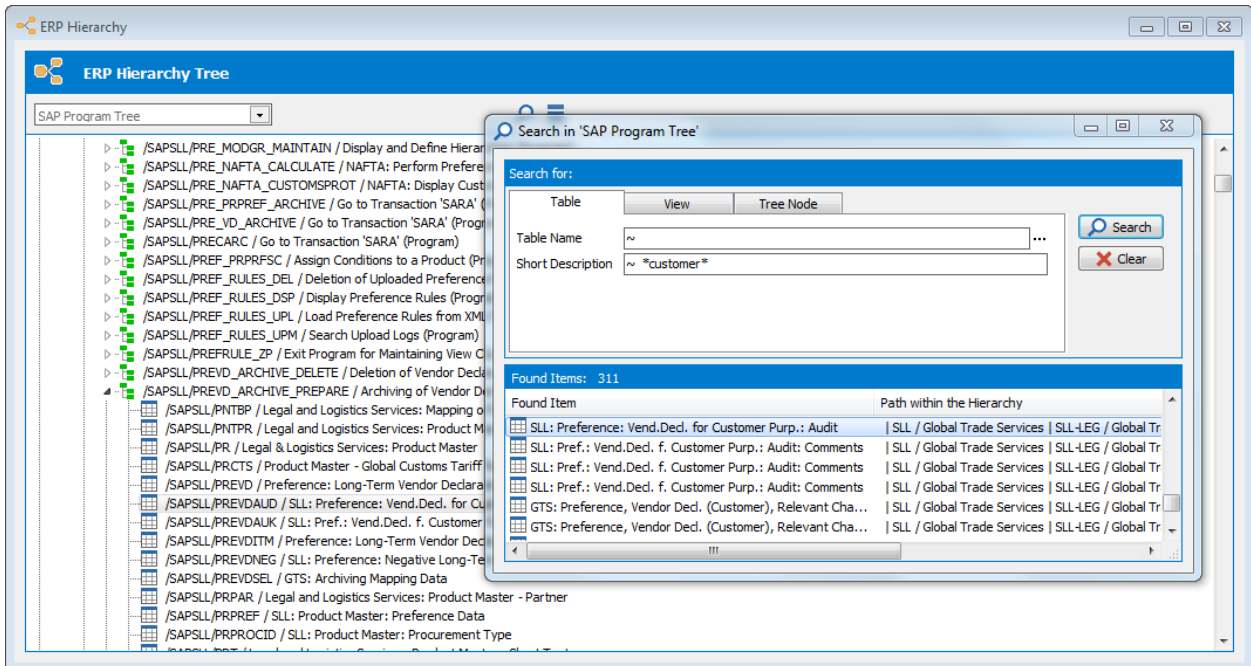 ERP Hierarchy
ERP Hierarchy Tree
SAP Program Tree
/SAPSLL/PRE_MODGR_MAINTAIN / Display and Define Hierar
/SAPSLL/PRE_NAFTA_CALCULATE / NAFTA: Perform Prefere
/SAPSLL/PRE_NAFTA_CUSTOMSPROT / NAFTA: Display Cust
/SAPSLL/PRE_PRPREF_ARCHIVE / Go to Transaction 'SARA' (
/SAPSLL/PRE_VD_ARCHIVE / Go to Transaction 'SARA' (Progr
/SAPSLL/PRECARC / Go to Transaction 'SARA' (Program)
/SAPSLL/PREF_PRPRFSC / Assign Conditions to a Product (Pr
/SAPSLL/PREF_RULES_DEL / Deletion of Uploaded Preference
/SAPSLL/PREF_RULES_DSP / Display Preference Rules (Progr
/SAPSLL/PREF_RULES_UPL / Load Preference Rules from XML
/SAPSLL/PREF_RULES_UPM / Search Upload Logs (Program)
/SAPSLL/PREFRULE_ZP / Exit Program for Maintaining View C
/SAPSLL/PREVD_ARCHIVE_DELETE / Deletion of Vendor Decla
/SAPSLL/PREVD_ARCHIVE_PREPARE / Archiving of Vendor D
/SAPSLL/PNTBP / Legal and Logistics Services: Mapping o
/SAPSLL/PNTPR / Legal and Logistics Services: Product M
/SAPSLL/PR / Legal & Logistics Services: Product Master
/SAPSLL/PRCTS / Product Master - Global Customs Tariff
/SAPSLL/PREVD / Preference: Long-Term Vendor Declara
/SAPSLL/PREVDAUD / SLL: Preference: Vend.Decl. for Cu
/SAPSLL/PREVDAUK / SLL: Pref.: Vend.Decl. f. Customer
/SAPSLL/PREVDITM / Preference: Long-Term Vendor Dec
/SAPSLL/PREVDNEG / SLL: Preference: Negative Long-Te
/SAPSLL/PREVDSEL / GTS: Archiving Mapping Data
/SAPSLL/PRPAR / Legal and Logistics Services: Product Master - Partner
/SAPSLL/PRPREF / SLL: Product Master: Preference Data
/SAPSLL/PRPROCID / SLL: Product Master: Procurement Type
Search in 'SAP Program Tree'
Search for:
Table View Tree Node
Table Name ~ ...
Short Description ~ *customer*
Search
Clear
Found Items: 311
Found Item Path within the Hierarchy
SLL: Preference: Vend.Decl. for Customer Purp.: Audit | SLL / Global Trade Services | SLL-LEG / Global Tr
SLL: Pref.: Vend.Decl. f. Customer Purp.: Audit: Comments | SLL / Global Trade Services | SLL-LEG / Global Tr
SLL: Pref.: Vend.Decl. f. Customer Purp.: Audit: Comments | SLL / Global Trade Services | SLL-LEG / Global Tr
SLL: Pref.: Vend.Decl. f. Customer Purp.: Audit: Comments | SLL / Global Trade Services | SLL-LEG / Global Tr
GTS: Preference, Vendor Decl. (Customer), Relevant Cha... | SLL / Global Trade Services | SLL-LEG / Global Tr
GTS: Preference, Vendor Decl. (Customer), Relevant Cha... | SLL / Global Trade Services | SLL-LEG / Global Tr